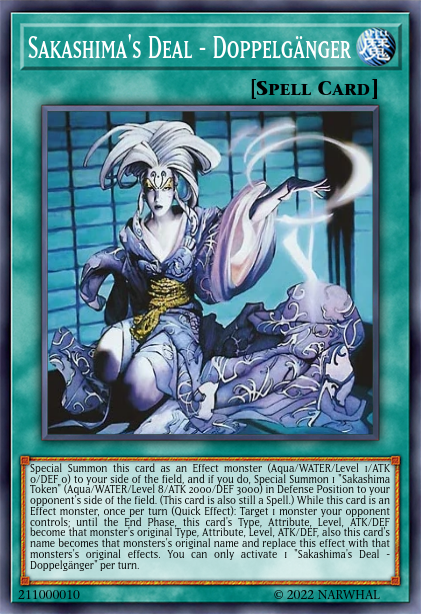 Sakashima's Deal - Doppelgänger
魔
[Spell Card]
Special Summon this card as an Effect monster (Aqua/WATER/Level 1/ATK
0/DEF 0) to your side of the field, and if you do, Special Summon 1 "Sakashima
Token" (Aqua/WATER/Level 8/ATK 2000/DEF 3000) in Defense Position to your
opponent's side of the field. (This card is also still a Spell.) While this card is an
Effect monster, once per turn (Quick Effect): Target 1 monster your opponent
controls; until the End Phase, this card's Type, Attribute, Level, ATK/DEF
become that monster's original Type, Attribute, Level, ATK/DEF, also this card's
name becomes that monsters's original name and replace this effect with that
monsters's original effects. You can only activate 1 "Sakashima's Deal -
Doppelgänger" per turn.
211000010
© 2022 NARWHAL